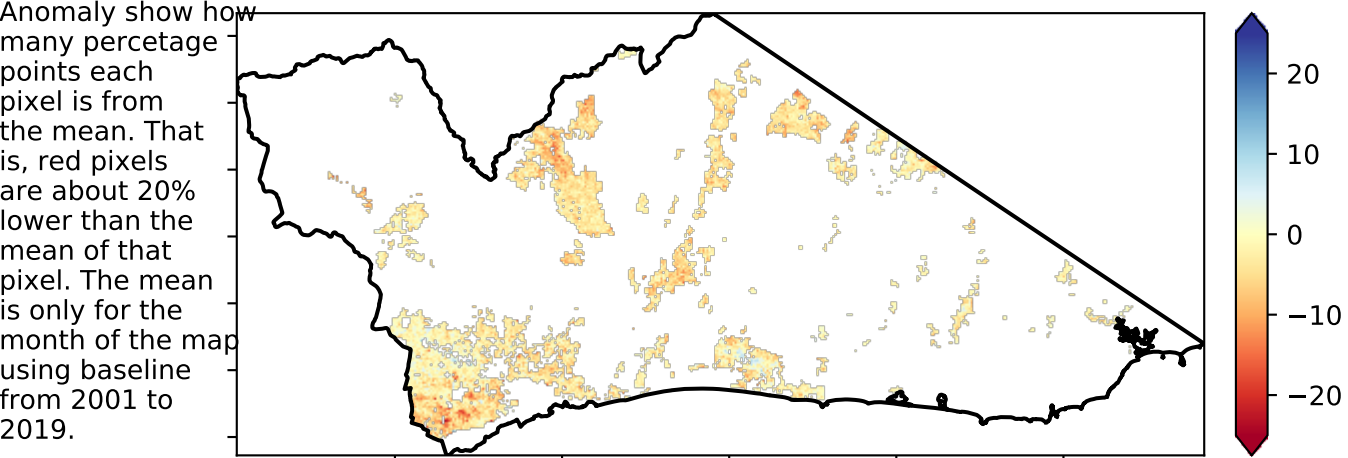 Anomaly show how
many percetage
points each
pixel is from
the mean. That
is, red pixels
are about 20%
lower than the
mean of that
pixel. The mean
is only for the
month of the map
using baseline
from 2001 to
2019.
20
10
0
−10
−20